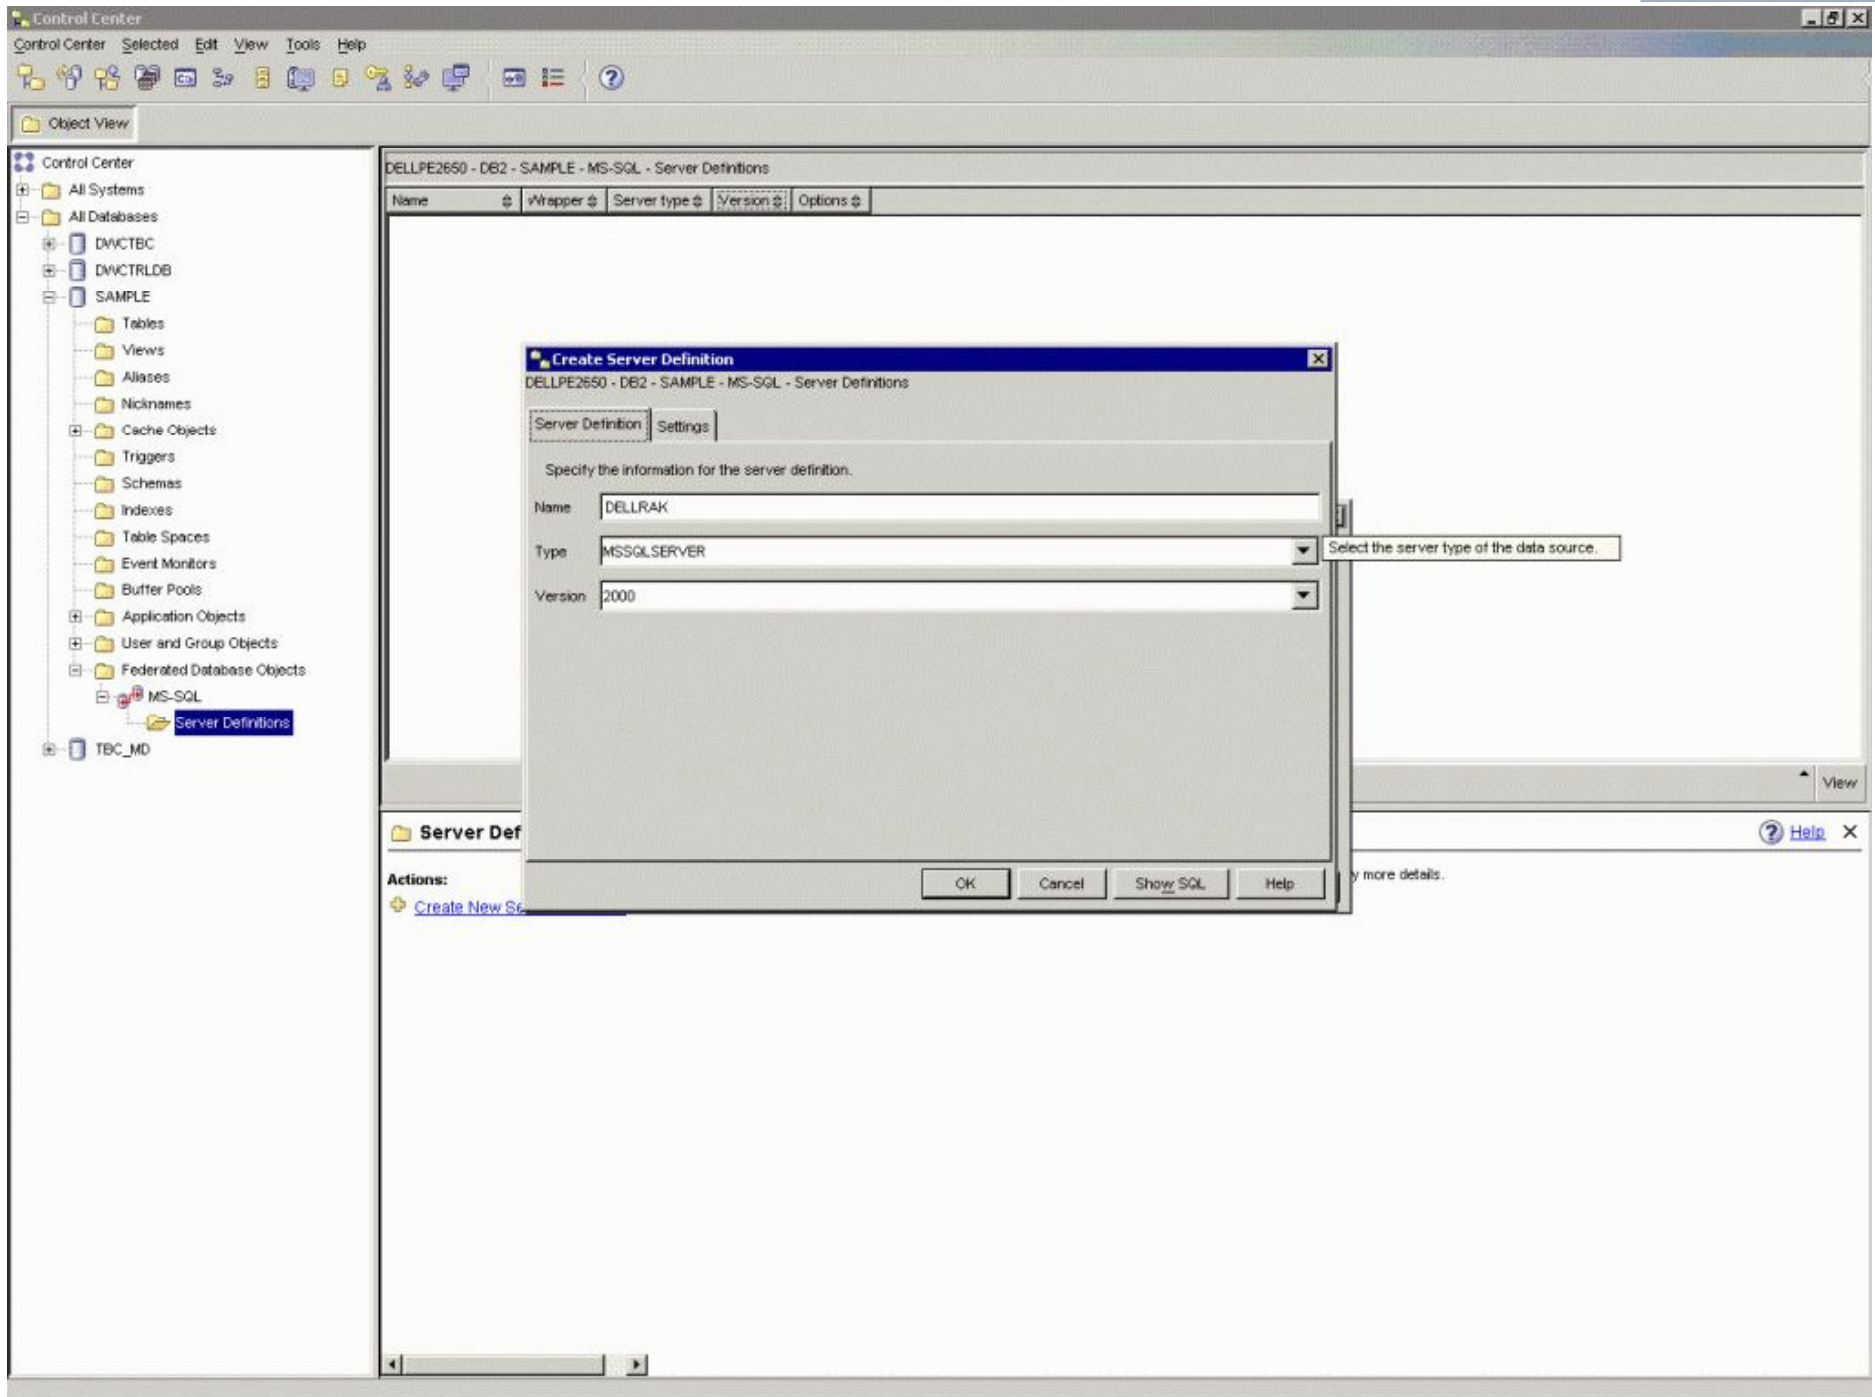 Control Center
Control Center Selected Edit View Tools Help
Object View
Control Center
All Systems
All Databases
DWCTBC
DWCTRLDB
SAMPLE
Tables
Views
Aliases
Nicknames
Cache Objects
Triggers
Schemas
Indexes
Table Spaces
Event Monitors
Buffer Pools
Application Objects
User and Group Objects
Federated Database Objects
MS-SQL
Server Definitions
TBC_MD
DELLPE2650 - DB2 - SAMPLE - MS-SQL - Server Definitions
Name Wrapper Server type Version Options
Create Server Definition
DELLPE2650 - DB2 - SAMPLE - MS-SQL - Server Definitions
Server Definition Settings
Specify the information for the server definition.
Name DELLRAK
Type MSSQLSERVER
Select the server type of the data source.
Version 2000
OK Cancel Show SQL Help
View
Server Def
Help
Actions:
y more details.
Create New Se